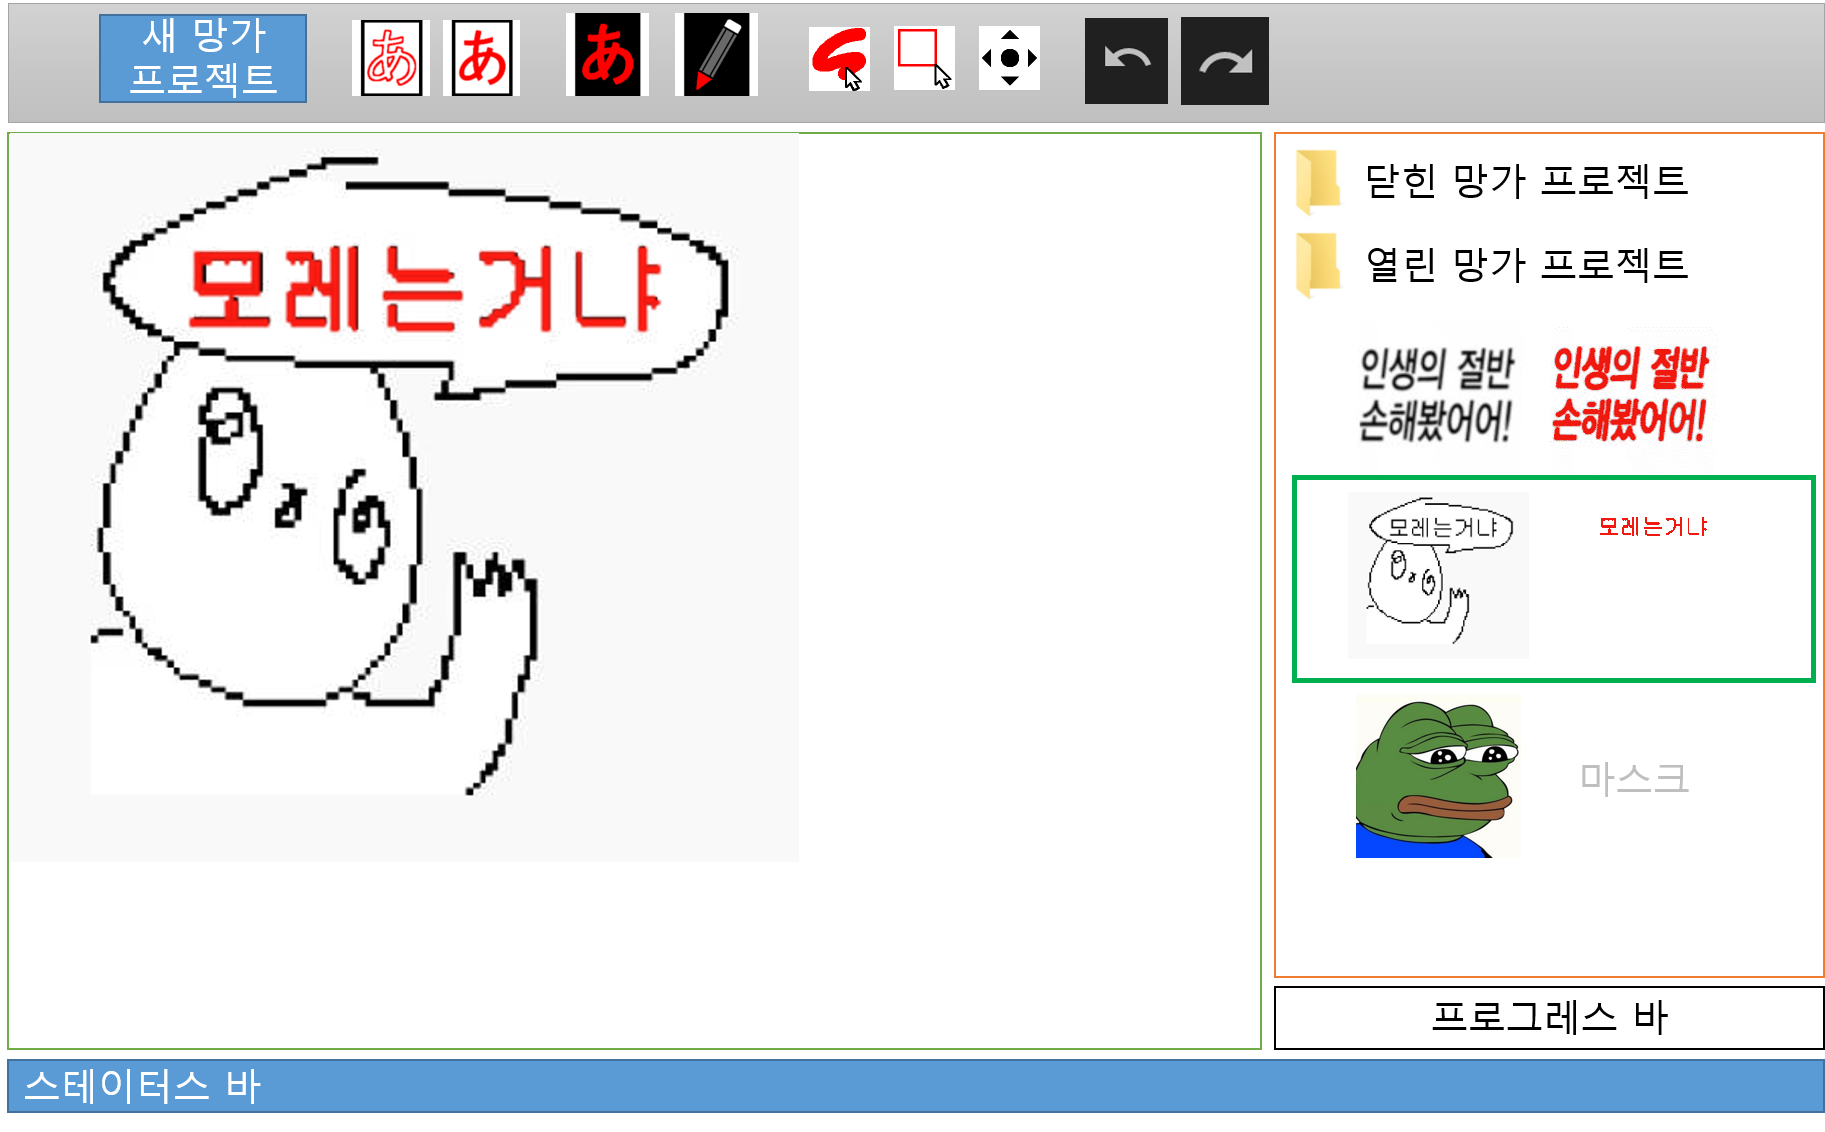 새 망가
프로젝트
あ
あ
あ
모레는거냐
닫힌 망가 프로젝트
열린 망가 프로젝트
인생의 절반
손해봤어어!
인생의 절반
손해봤어어!
모레는거냐
모레는거냐
마스크
프로그레스 바
스테이터스 바